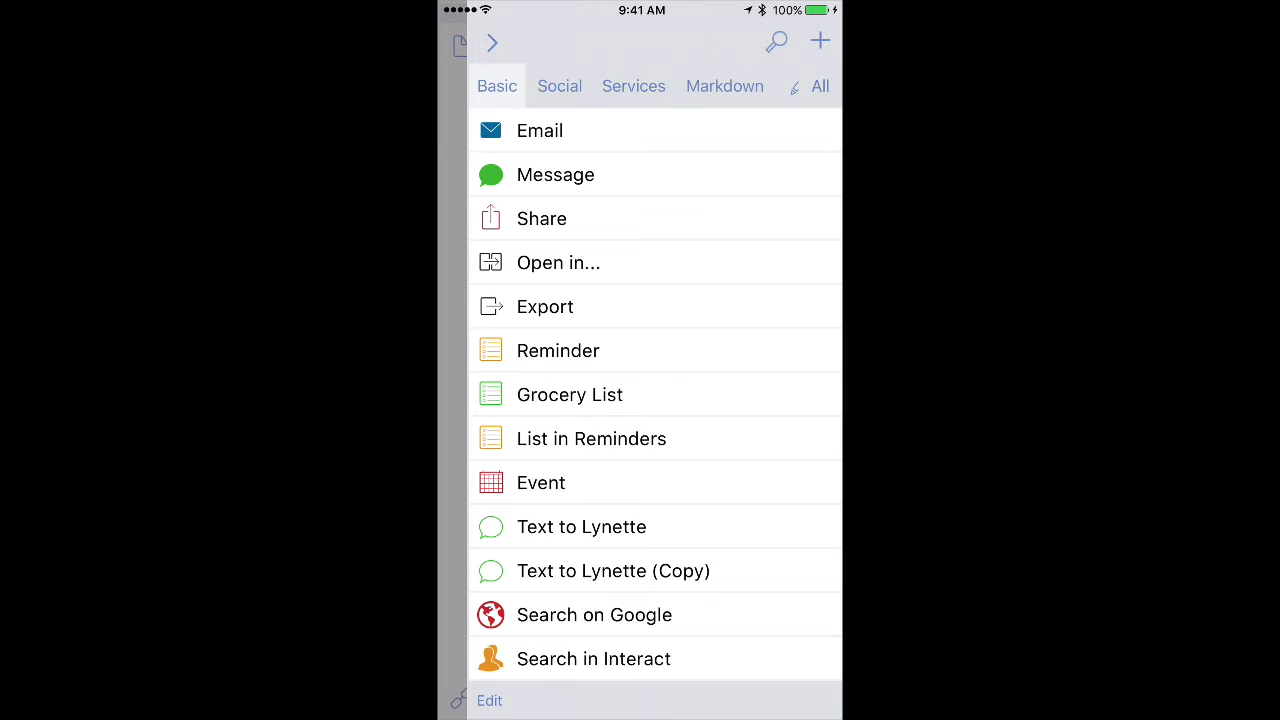 9:41 AM 100%
Basic Social Services Markdown All
Email
Message
Share
Open in...
Export
Reminder
Grocery List
List in Reminders
Event
Text to Lynette
Text to Lynette (Copy)
Search on Google
Search in Interact
Edit